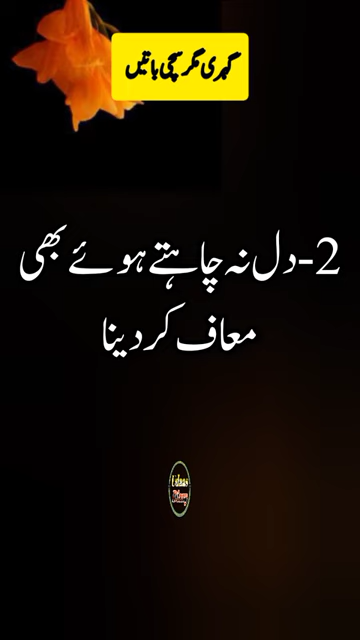 گہری مگر سچی باتیں
2-دل نہ چاہتے ہوئے بھی
معاف کر دینا